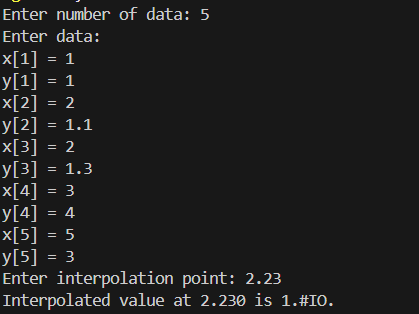 Enter number of data: 5
Enter data:
x[1] = 1
y[1] = 1
x[2] = 2
y[2] = 1.1
x[3] = 2
y[3] = 1.3
x[4] = 3
y[4] = 4
x[5] = 5
y[5] = 3
Enter interpolation point: 2.23
Interpolated value at 2.230 is 1.#IO.